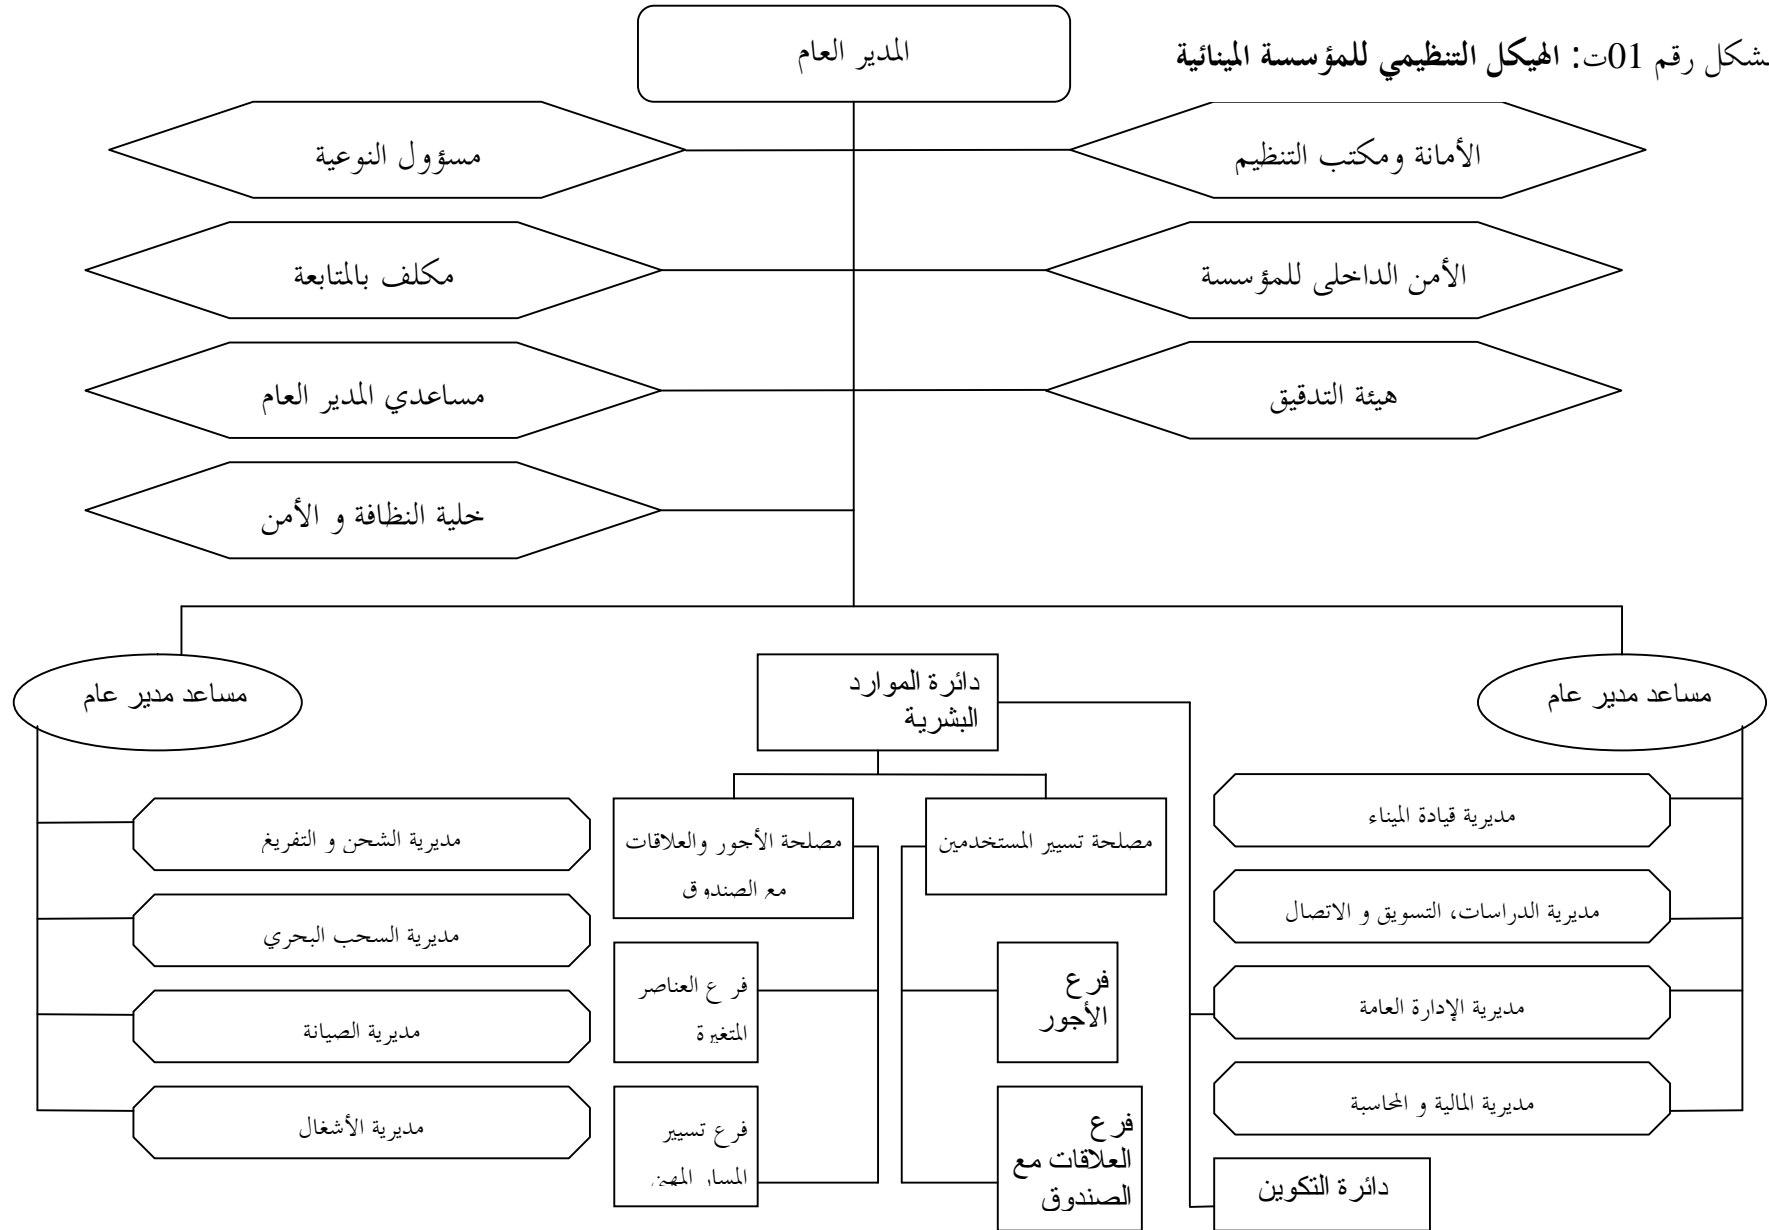 شكل رقم 01ت: الهيكل التنظيمي للمؤسسة المينائية
المدير العام
الأمانة ومكتب التنظيم
مسؤول النوعية
الأمن الداخلى للمؤسسة
مكلف بالمتابعة
هيئة التدقيق
مساعدي المدير العام
خلية النظافة و الأمن
مساعد مدير عام
دائرة الموارد
البشرية
مساعد مدير عام
مديرية قيادة الميناء
مصلحة تسيير المستخدمين
مصلحة الأجور والعلاقات
مع الصندوق
مديرية الشحن و التفريغ
مديرية الدراسات، التسويق و الاتصال
مديرية السحب البحري
مديرية الإدارة العامة
فرع
الأجور
فرع العناصر
المتغيرة
مديرية الصيانة
مديرية المالية و المحاسبة
فرع
العلاقات مع
الصندوق
فرع تسيير
المسار المهني
مديرية الأشغال
دائرة التكوين